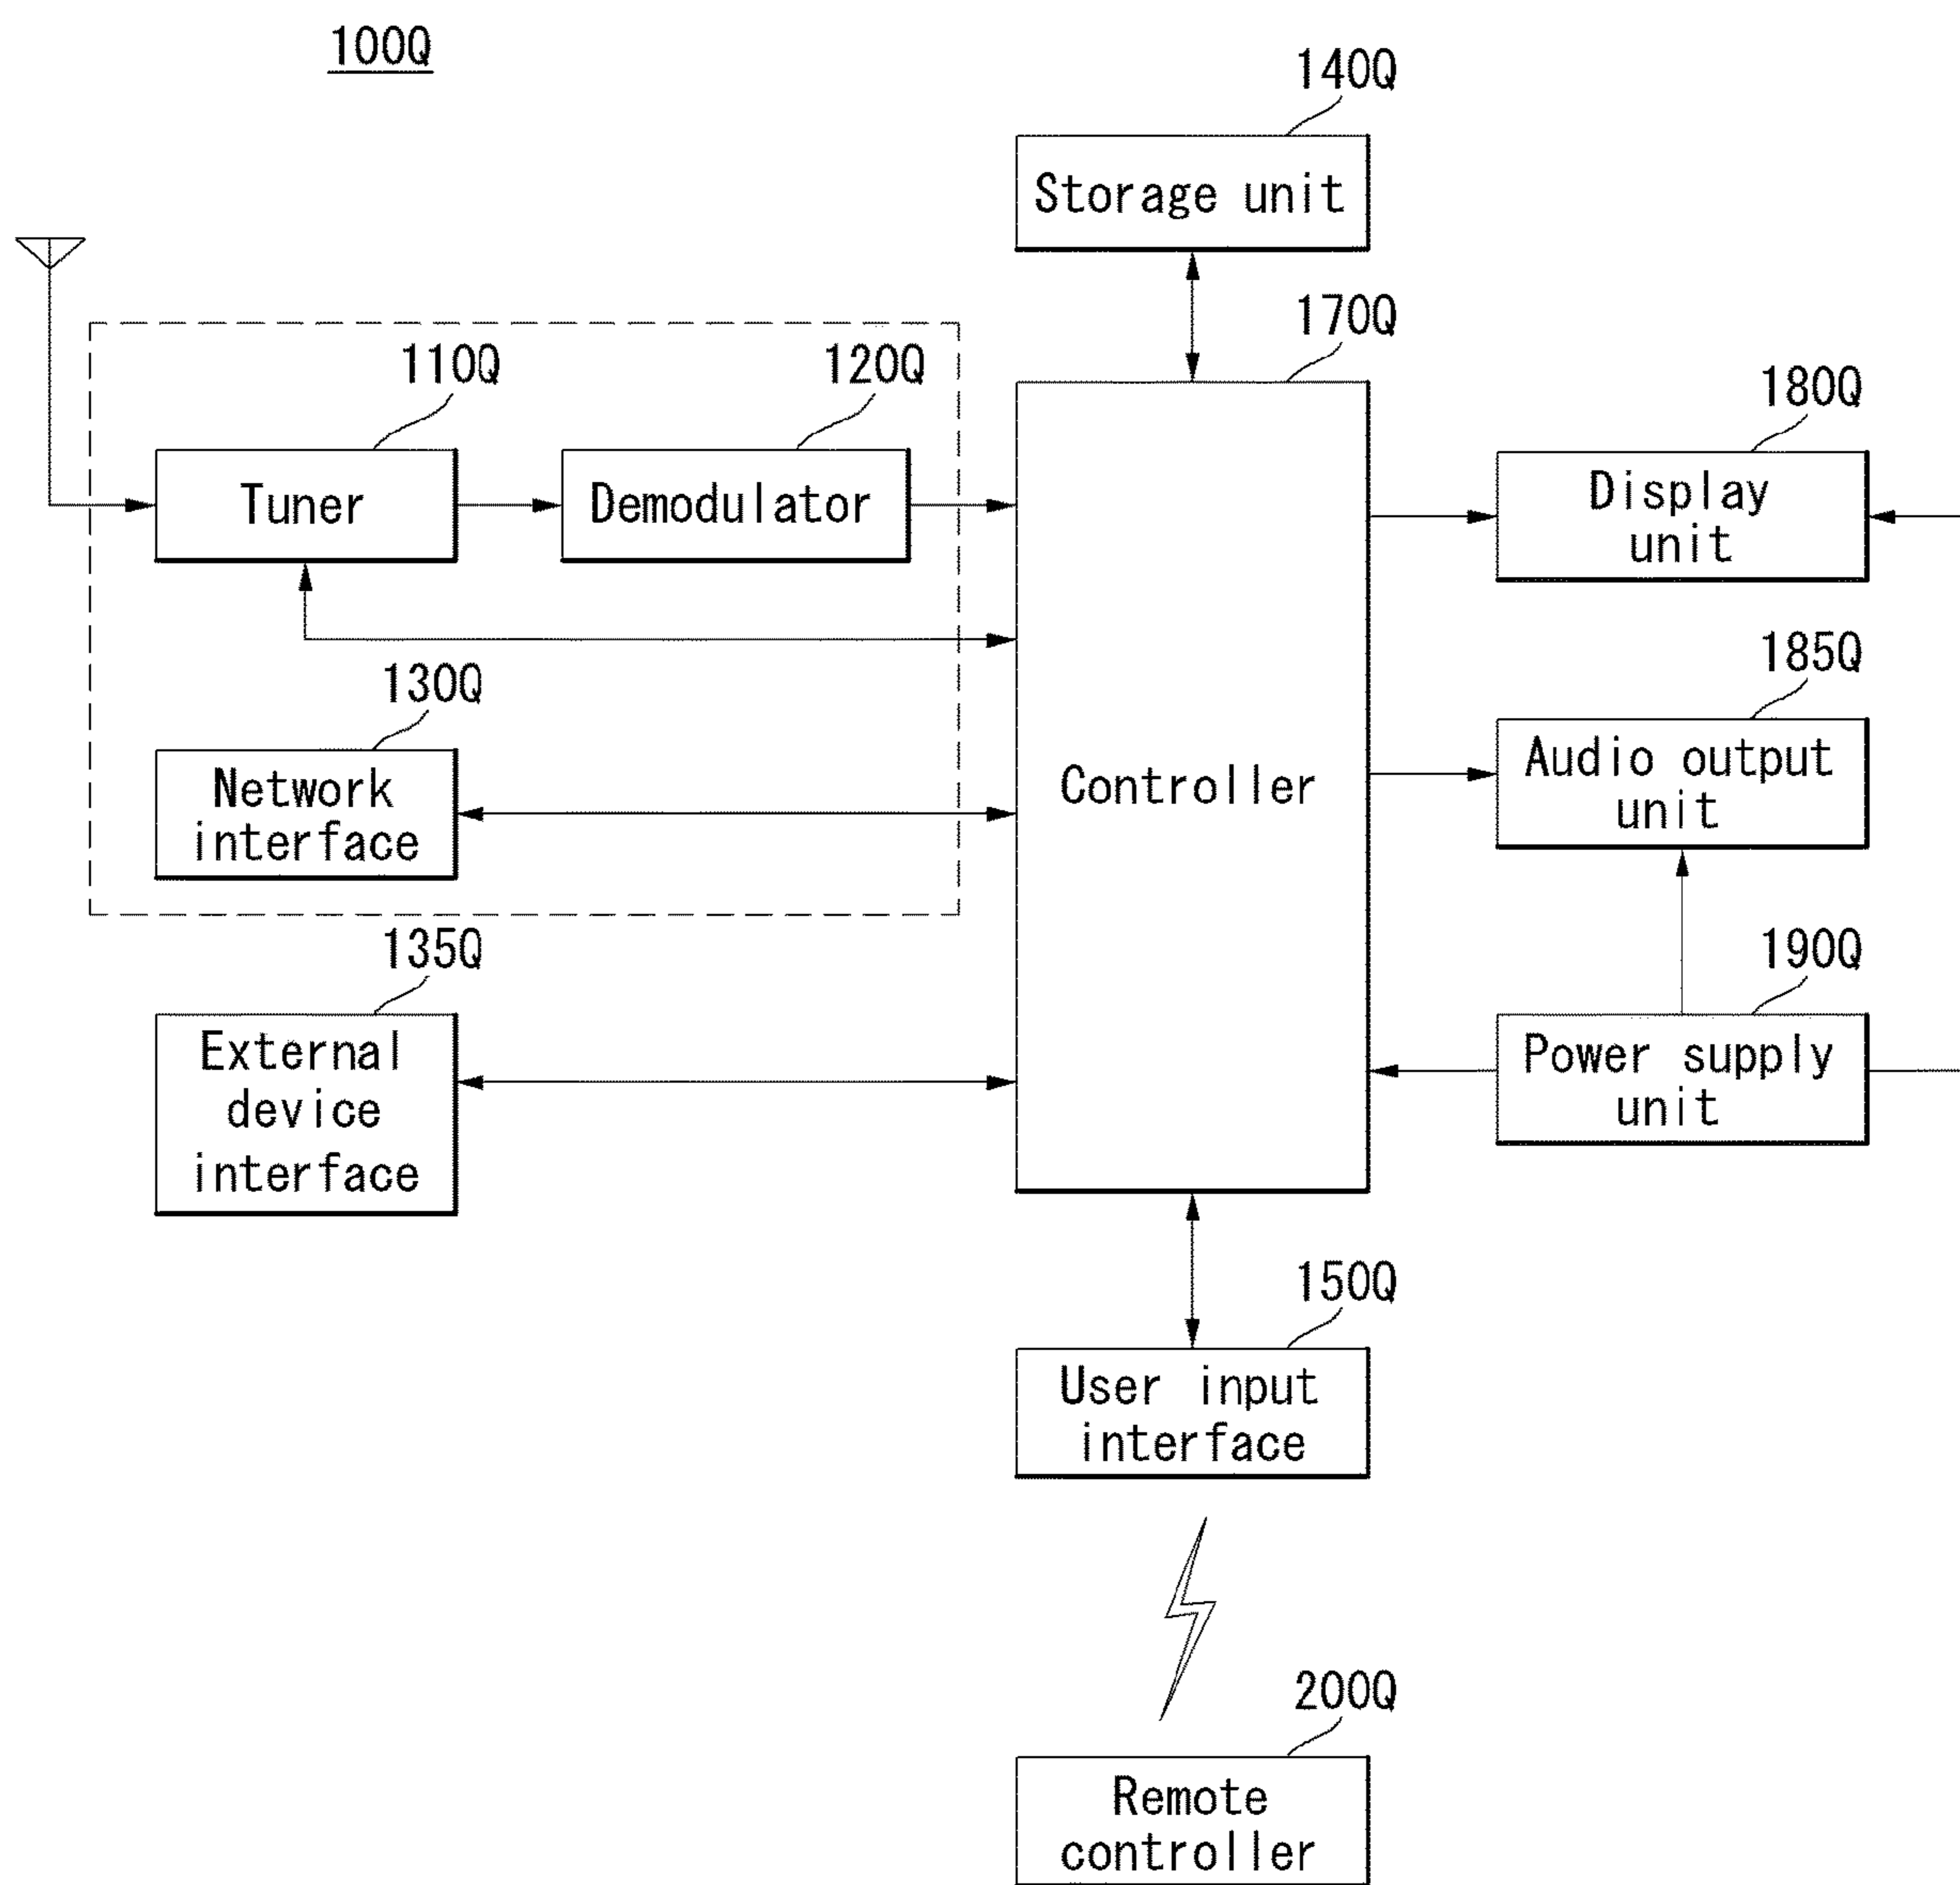 100Q
140Q
Storage unit
170Q
110Q
120Q
Tuner
Demodulator
180Q
Display
unit
130Q
Network
interface
Controller
185Q
Audio output
unit
135Q
External
device
interface
190Q
Power supply
unit
150Q
User input
interface
200Q
Remote
controller